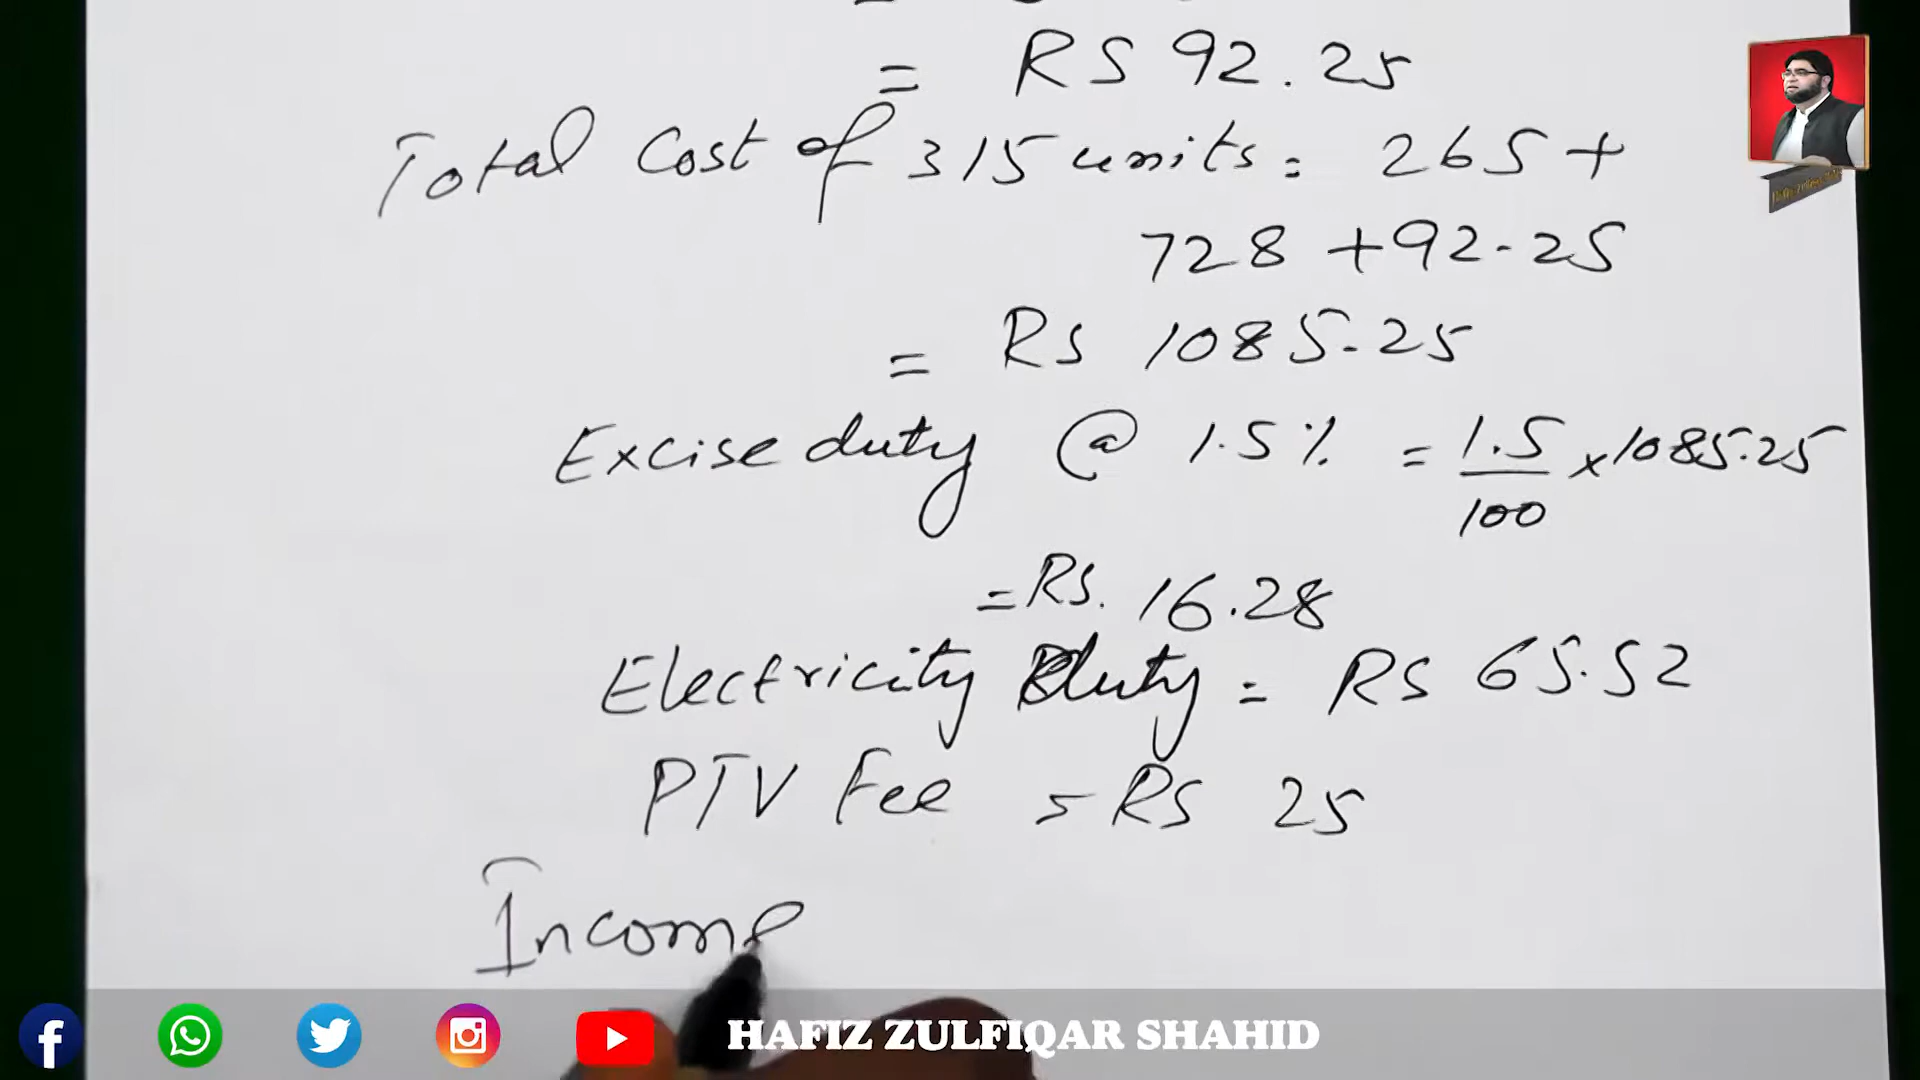 = RS 92.25
Total Cost of 315 units = 265 +
728 + 92.25
= Rs 1085.25
Excise duty @ 1.5% = 1.5/100 × 1085.25
= Rs. 16.28
Electricity Duty = RS 65.52
PTV Fee = RS 25
Income
HAFIZ ZULFIQAR SHAHID